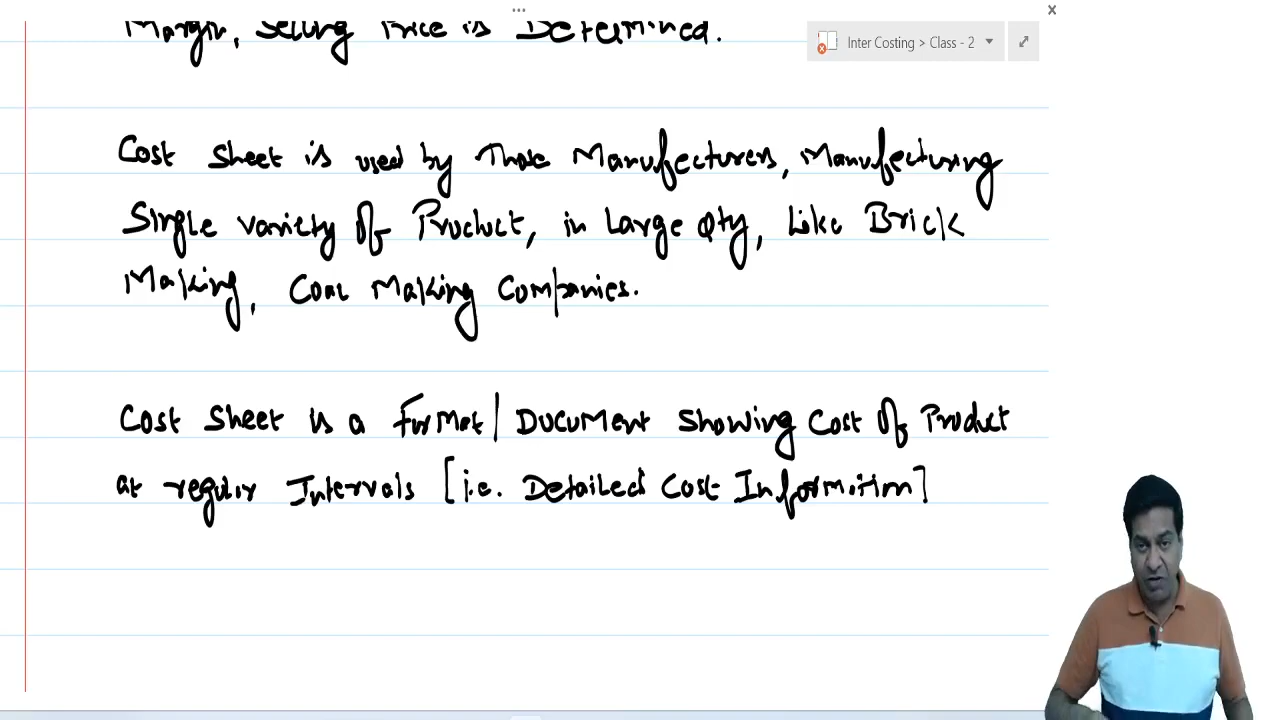 Margin, Selling Price is Determined.
Inter Costing > Class - 2
Cost Sheet is used by Those Manufecturers, Manufecturing
Single variety Of Product, in Large Qty, Like Brick
Making, Coal Making Companies.
Cost Sheet is a Format/ Document Showing Cost Of Product
at regular Intervals [i.e. Detailed Cost Information]